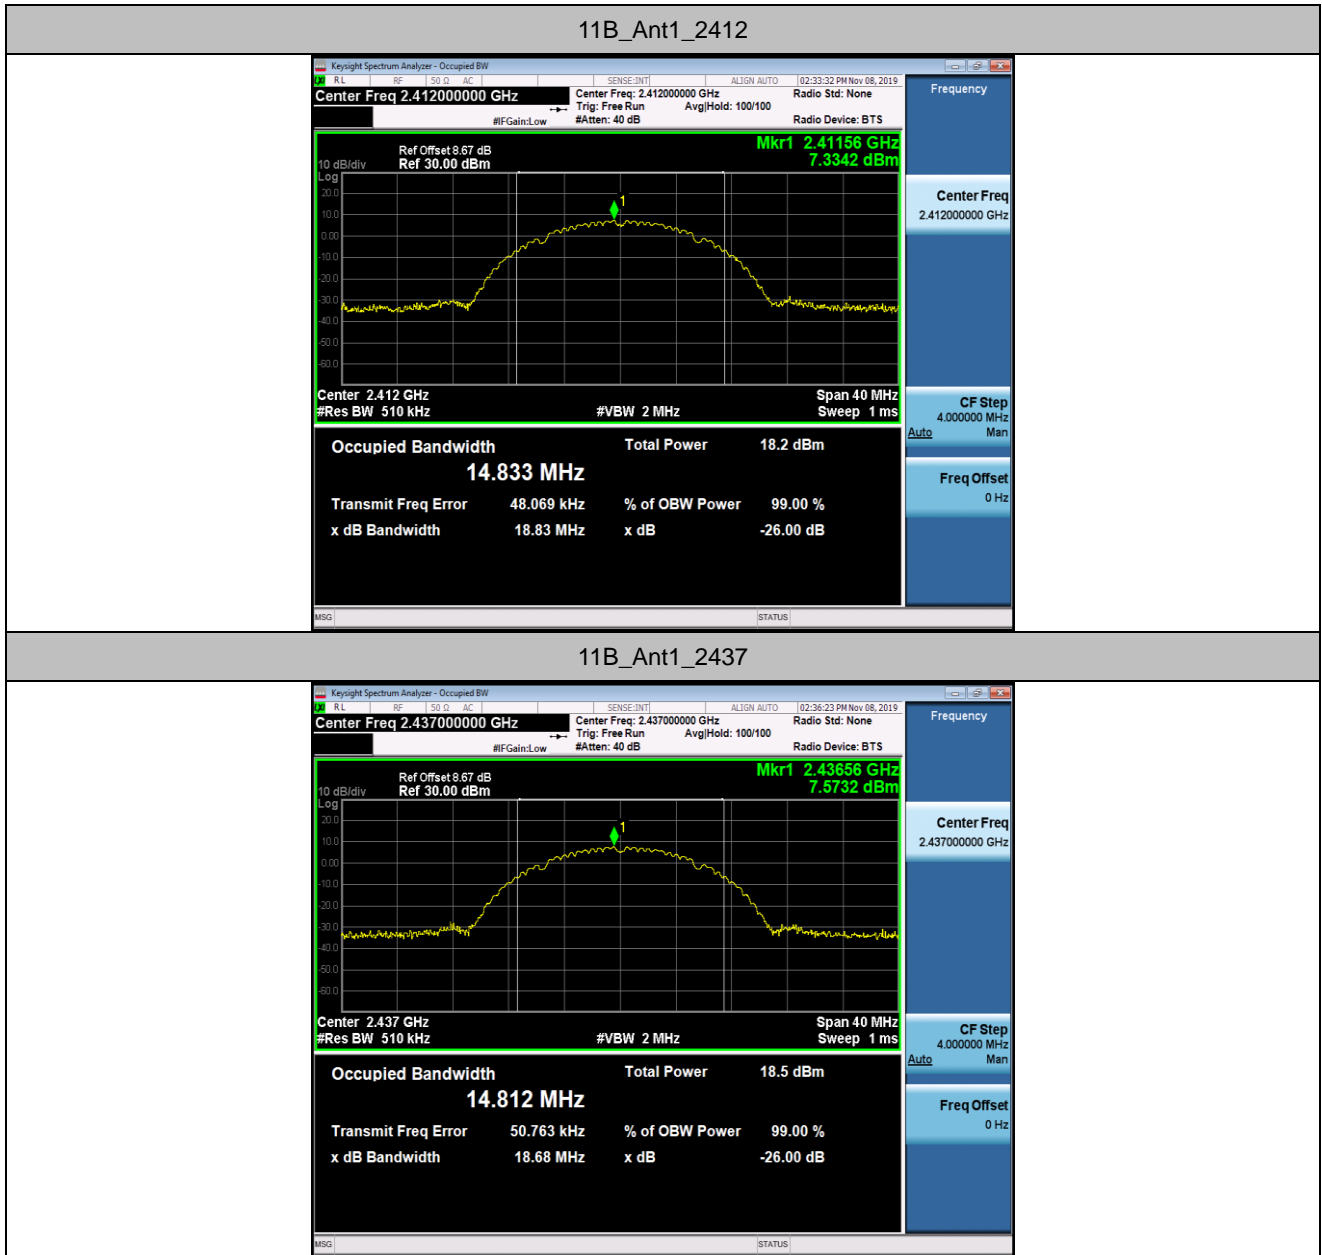 11B_Ant1_2412
Keysight Spectrum Analyzer - Occupied BW
RL RF 50 Ω AC SENSE:INT ALIGN AUTO 02:33:32 PM Nov 08, 2019
Center Freq 2.412000000 GHz Center Freq: 2.412000000 GHz Radio Std: None Frequency
Trig: Free Run Avg|Hold: 100/100
#IFGain:Low #Atten: 40 dB Radio Device: BTS
Ref Offset 8.67 dB Mkr1 2.41156 GHz
10 dB/div Ref 30.00 dBm 7.3342 dBm
Log
20.0
10.0
0.00
-10.0
-20.0
-30.0
-40.0
-50.0
-60.0
1
Center Freq
2.412000000 GHz
Center 2.412 GHz Span 40 MHz
#Res BW 510 kHz #VBW 2 MHz Sweep 1 ms
CF Step
4.000000 MHz
Auto Man
Occupied Bandwidth Total Power 18.2 dBm
14.833 MHz
Freq Offset
0 Hz
Transmit Freq Error 48.069 kHz % of OBW Power 99.00 %
x dB Bandwidth 18.83 MHz x dB -26.00 dB
MSG STATUS
11B_Ant1_2437
Keysight Spectrum Analyzer - Occupied BW
RL RF 50 Ω AC SENSE:INT ALIGN AUTO 02:36:23 PM Nov 08, 2019
Center Freq 2.437000000 GHz Center Freq: 2.437000000 GHz Radio Std: None Frequency
Trig: Free Run Avg|Hold: 100/100
#IFGain:Low #Atten: 40 dB Radio Device: BTS
Ref Offset 8.67 dB Mkr1 2.43656 GHz
10 dB/div Ref 30.00 dBm 7.5732 dBm
Log
20.0
10.0
0.00
-10.0
-20.0
-30.0
-40.0
-50.0
-60.0
1
Center Freq
2.437000000 GHz
Center 2.437 GHz Span 40 MHz
#Res BW 510 kHz #VBW 2 MHz Sweep 1 ms
CF Step
4.000000 MHz
Auto Man
Occupied Bandwidth Total Power 18.5 dBm
14.812 MHz
Freq Offset
0 Hz
Transmit Freq Error 50.763 kHz % of OBW Power 99.00 %
x dB Bandwidth 18.68 MHz x dB -26.00 dB
MSG STATUS